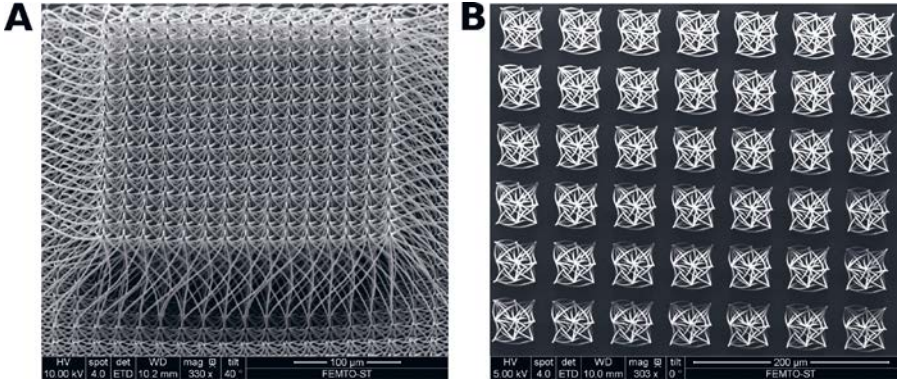 A
B
HV spot det WD mag tilt 100 µm
10.00 kV 4.0 ETD 10.2 mm 330 x 40° FEMTO-ST
HV spot det WD mag tilt 200 µm
5.00 kV 4.0 ETD 10.0 mm 303 x 0° FEMTO-ST